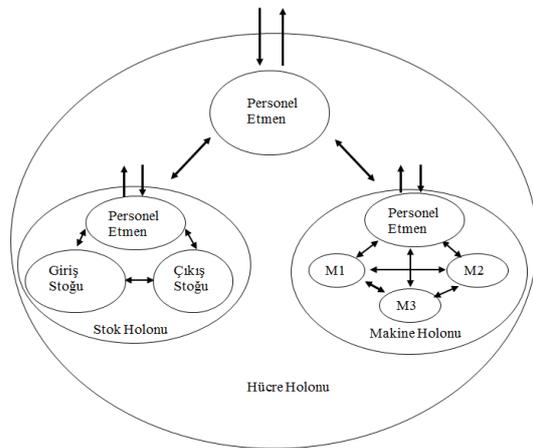 Personel
Etmen
Personel
Etmen
Giriş
Stoğu
Çıkış
Stoğu
Stok Holonu
Personel
Etmen
M1
M2
M3
Makine Holonu
Hücre Holonu